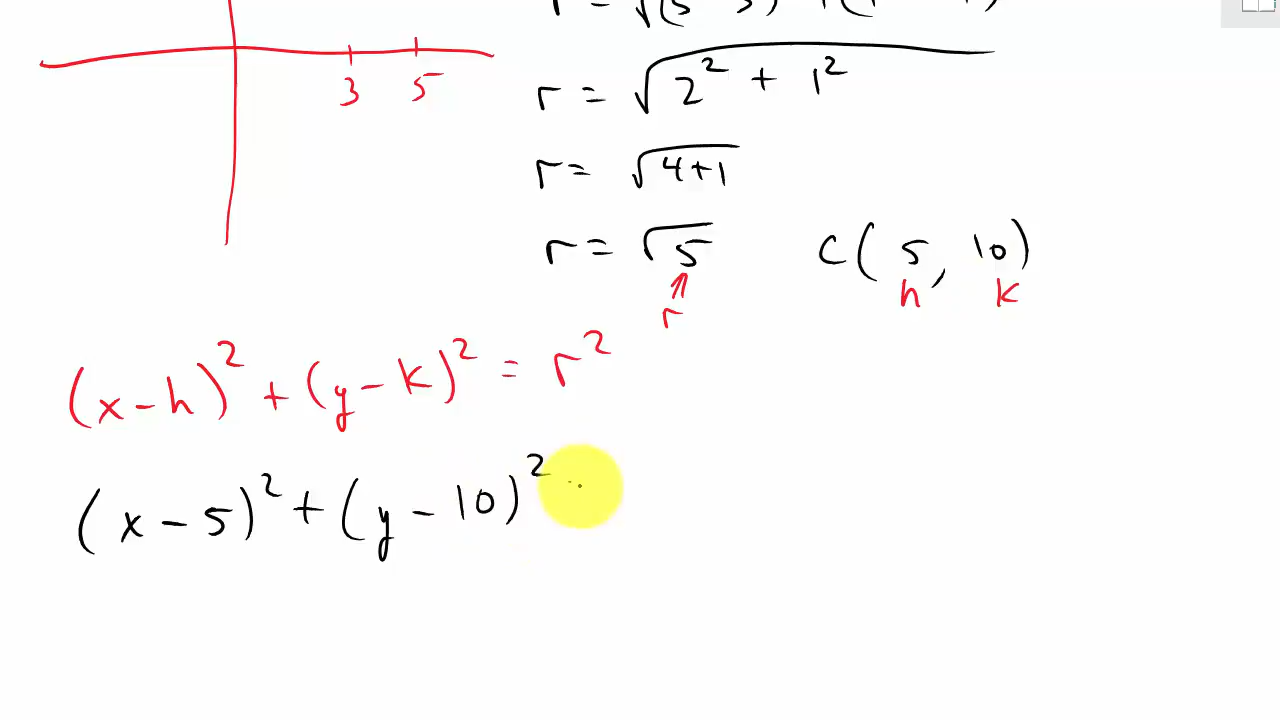 3 5
r = √2² + 1²
r = √4+1
r = √5 C(5, 10)
r h k
(x-h)² + (y-k)² = r²
(x-5)² + (y-10)²